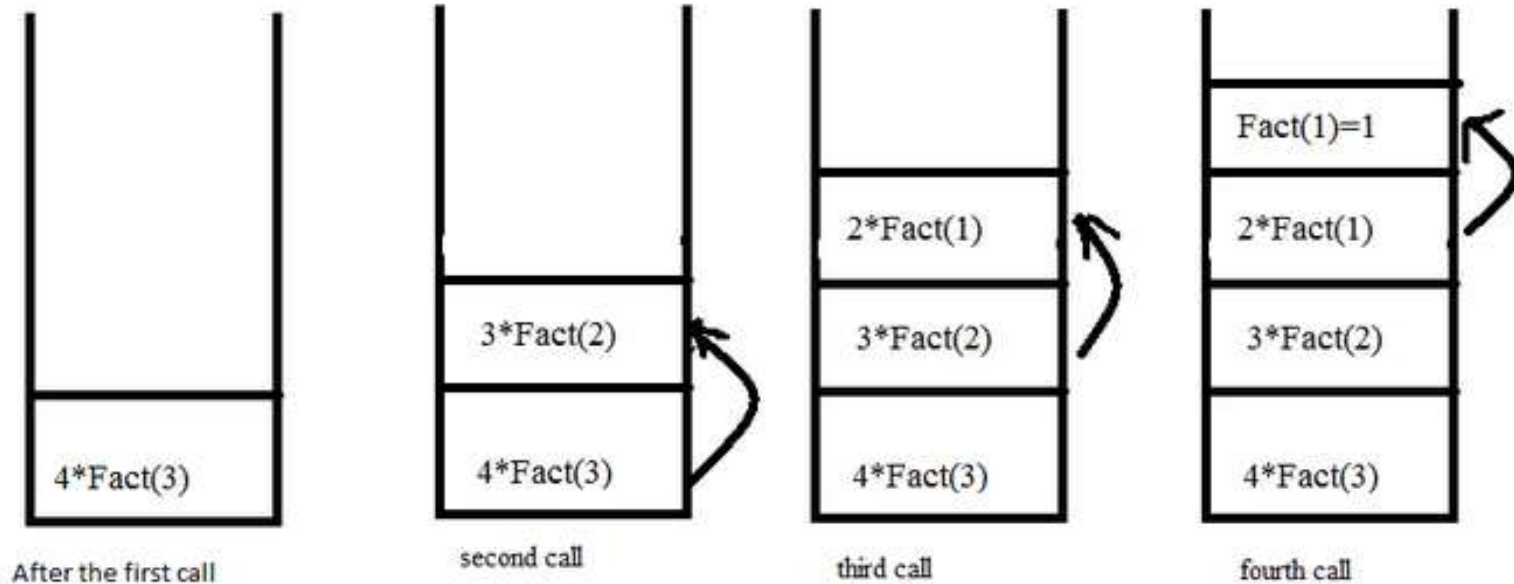 4*Fact(3)
After the first call
3*Fact(2)
4*Fact(3)
second call
2*Fact(1)
3*Fact(2)
4*Fact(3)
third call
Fact(1)=1
2*Fact(1)
3*Fact(2)
4*Fact(3)
fourth call